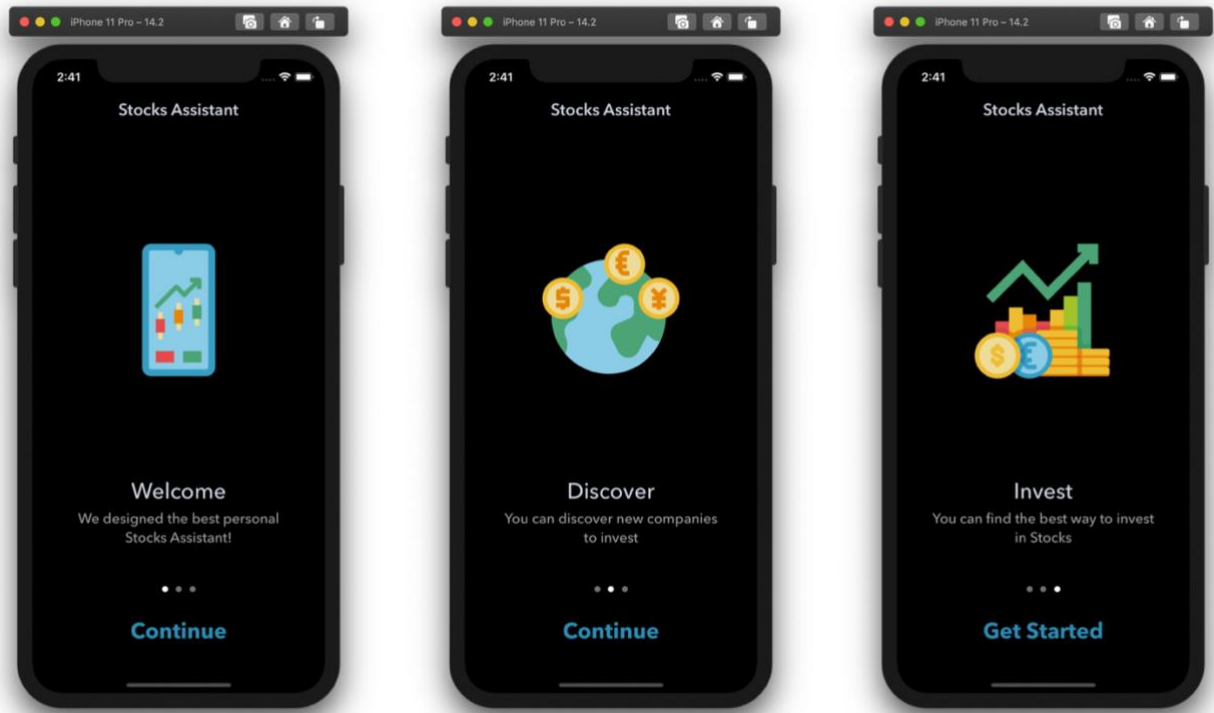 iPhone 11 Pro – 14.2
2:41
Stocks Assistant
Welcome
We designed the best personal
Stocks Assistant!
Continue
iPhone 11 Pro – 14.2
2:41
Stocks Assistant
$
€
¥
Discover
You can discover new companies
to invest
Continue
iPhone 11 Pro – 14.2
2:41
Stocks Assistant
$
€
Invest
You can find the best way to invest
in Stocks
Get Started